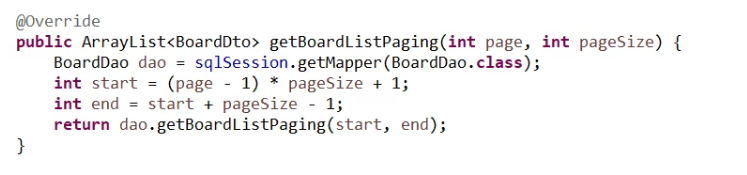 @Override
public ArrayList<BoardDto> getBoardListPaging(int page, int pageSize) {
    BoardDao dao = sqlSession.getMapper(BoardDao.class);
    int start = (page - 1) * pageSize + 1;
    int end = start + pageSize - 1;
    return dao.getBoardListPaging(start, end);
}